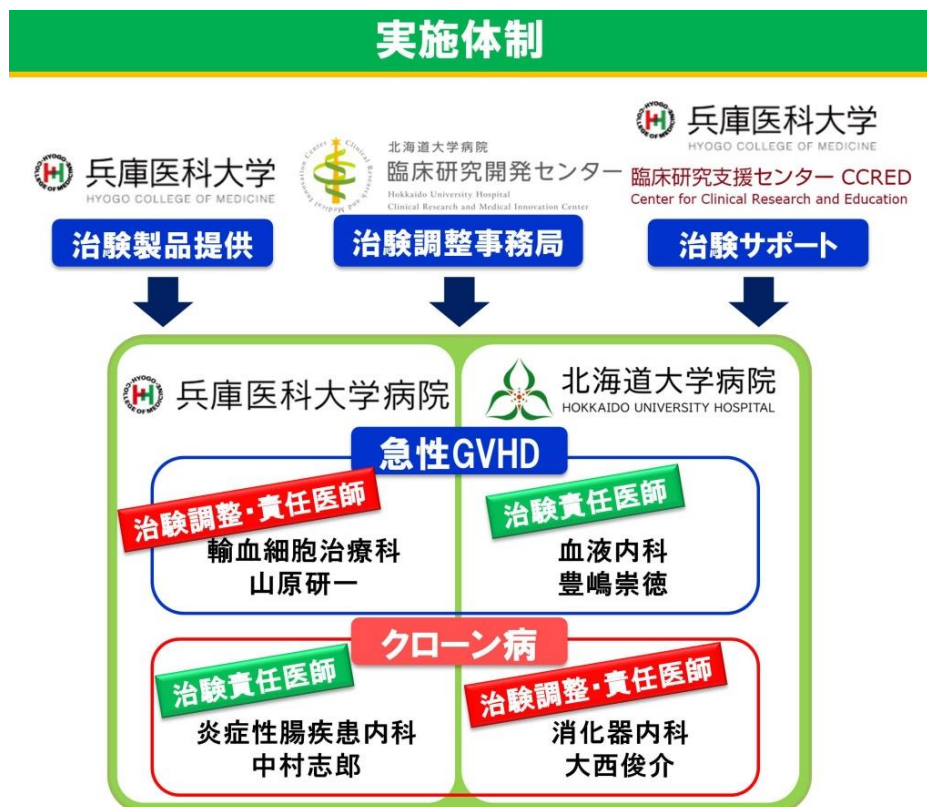 実施体制
兵庫医科大学
HYOGO COLLEGE OF MEDICINE
治験製品提供
北海道大学病院
臨床研究開発センター
Hokkaido University Hospital
Clinical Research and Medical Innovation Center
治験調整事務局
兵庫医科大学
HYOGO COLLEGE OF MEDICINE
臨床研究支援センター CCRED
Center for Clinical Research and Education
治験サポート
兵庫医科大学病院
北海道大学病院
HOKKAIDO UNIVERSITY HOSPITAL
急性GVHD
治験調整・責任医師
輸血細胞治療科
山原研一
治験責任医師
血液内科
豊嶋崇徳
クローン病
治験責任医師
炎症性腸疾患内科
中村志郎
治験調整・責任医師
消化器内科
大西俊介